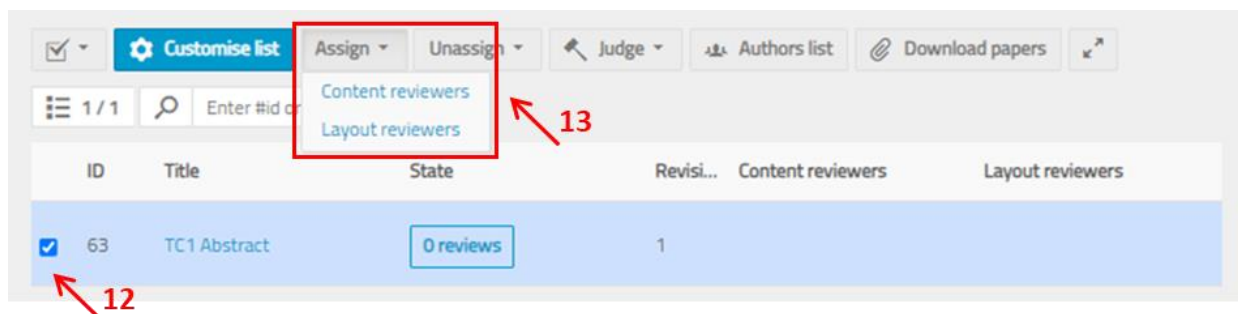 Customise list Assign Unassign Judge Authors list Download papers
1 / 1 Enter #id or
Content reviewers
Layout reviewers
13
ID Title State Revisi... Content reviewers Layout reviewers
63 TC1 Abstract 0 reviews 1
12